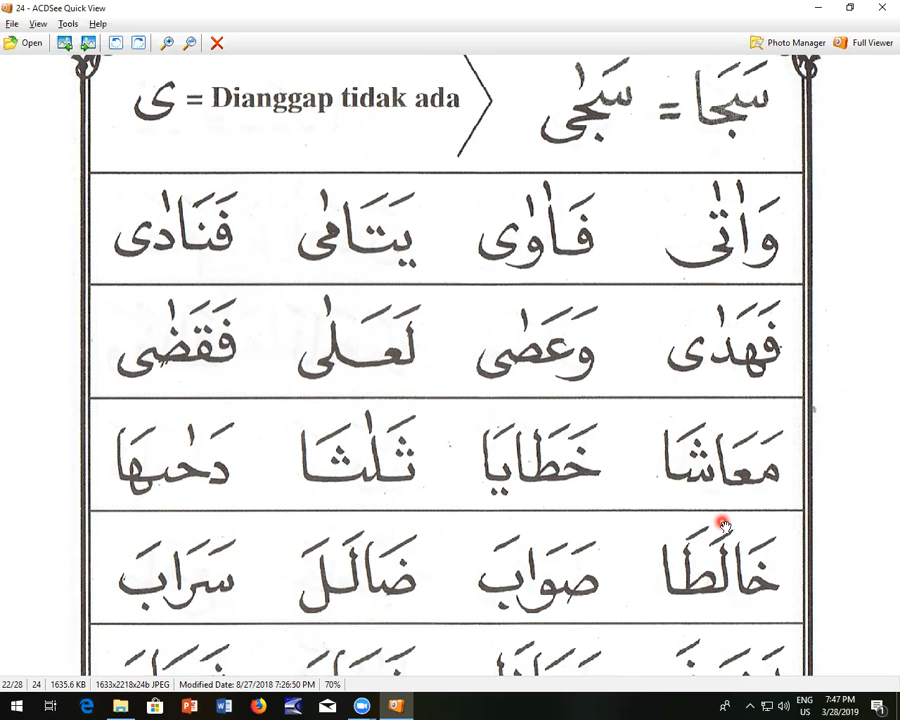 24 - ACDSee Quick View
File View Tools Help
Open Photo Manager Full Viewer
سَجَا = سَجٰى ى = Dianggap tidak ada
وَاٰتٰى فَأْوٰى يَتَامٰى فَنَادٰى
فَهَدٰى وَعَصٰى لَعَلٰى فَقَضٰى
مَعَاشَا خَطَايَا ثَلٰثَا دَحٰىهَا
خَالَطَا صَوَابَ ضَالَلَ سَرَابَ
22/28 24 1635.6 KB 1633x2218x24b JPEG Modified Date: 8/27/2018 7:26:50 PM 70%
ENG 7:47 PM
US 3/28/2019